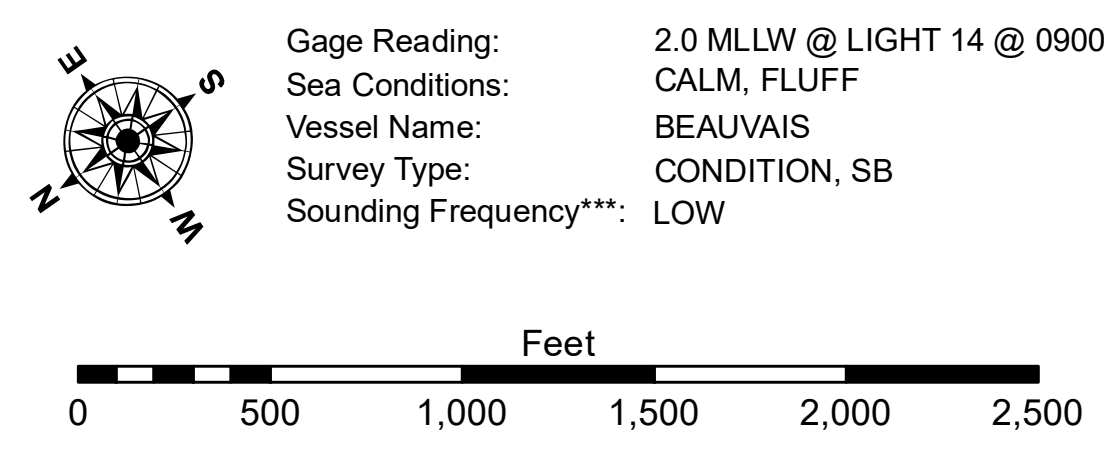 E
S
N
W
Gage Reading: 2.0 MLLW @ LIGHT 14 @ 0900
Sea Conditions: CALM, FLUFF
Vessel Name: BEAUVAIS
Survey Type: CONDITION, SB
Sounding Frequency***: LOW
Feet
0 500 1,000 1,500 2,000 2,500